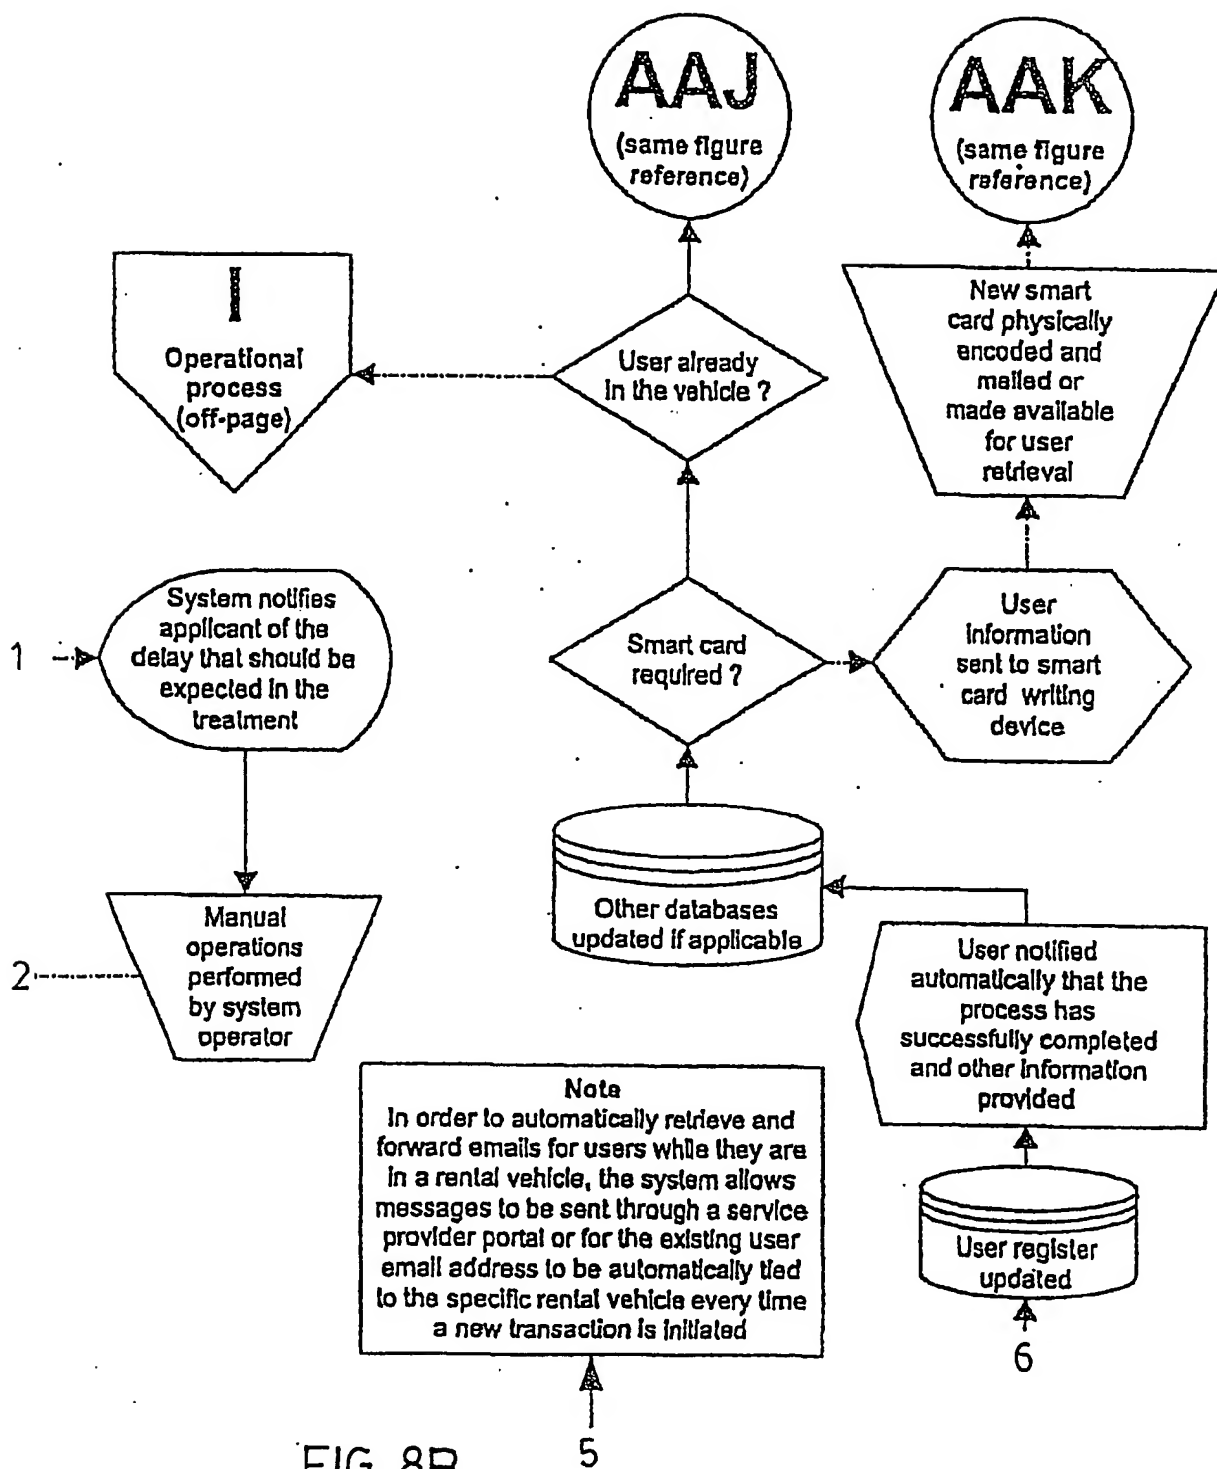 AAJ
(same figure
reference)
AAK
(same figure
reference)
I
Operational
process
(off-page)
User already
in the vehicle ?
New smart
card physically
encoded and
mailed or
made available
for user
retrieval
1
System notifies
applicant of the
delay that should be
expected in the
treatment
Smart card
required ?
User
information
sent to smart
card writing
device
2
Manual
operations
performed
by system
operator
Other databases
updated if applicable
User notified
automatically that the
process has
successfully completed
and other information
provided
Note
In order to automatically retrieve and
forward emails for users while they are
in a rental vehicle, the system allows
messages to be sent through a service
provider portal or for the existing user
email address to be automatically tied
to the specific rental vehicle every time
a new transaction is initiated
User register
updated
6
5
FIG. 8B